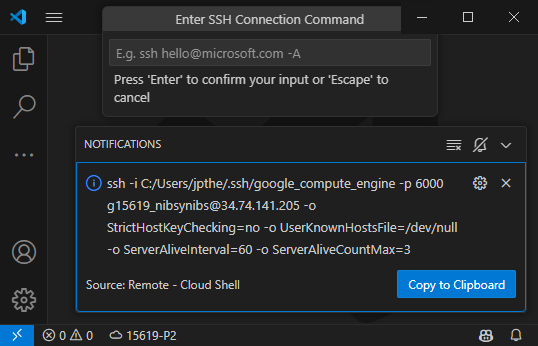 Enter SSH Connection Command
E.g. ssh hello@microsoft.com -A
Press 'Enter' to confirm your input or 'Escape' to
cancel
NOTIFICATIONS
ssh -i C:/Users/jpthe/.ssh/google_compute_engine -p 6000
g15619_nibsynibs@34.74.141.205 -o
StrictHostKeyChecking=no -o UserKnownHostsFile=/dev/null
-o ServerAliveInterval=60 -o ServerAliveCountMax=3
Source: Remote - Cloud Shell
Copy to Clipboard
0 0 15619-P2